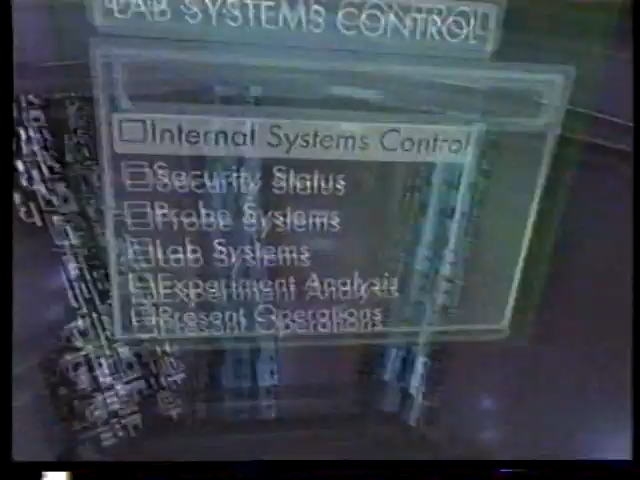 LAB SYSTEMS CONTROL
Internal Systems Control
Security Status
Probe Systems
Lab Systems
Experiment Analysis
Present Operations